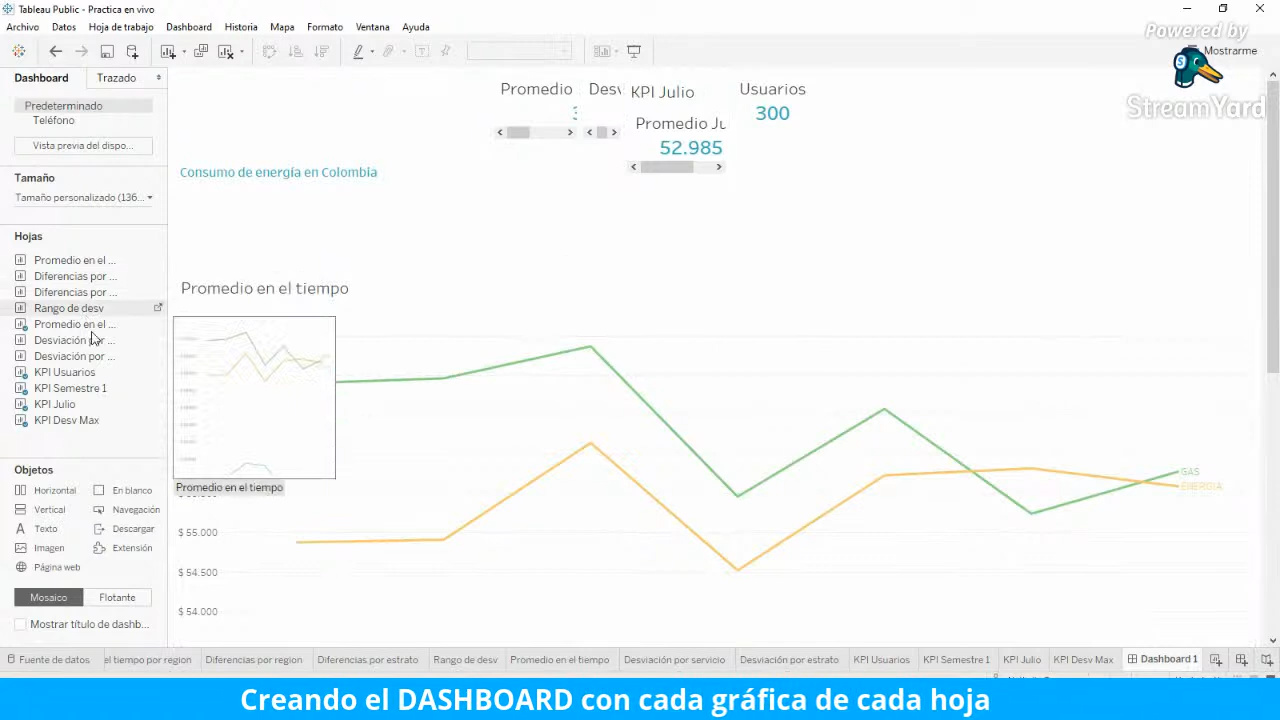 Tableau Public - Practica en vivo
Archivo Datos Hoja de trabajo Dashboard Historia Mapa Formato Ventana Ayuda
Powered by
Mostrarme
StreamYard
Dashboard Trazado
Predeterminado
Teléfono
Vista previa del dispo...
Tamaño
Tamaño personalizado (136...
Hojas
Promedio en el ...
Diferencias por ...
Diferencias por ...
Rango de desv
Promedio en el ...
Desviación por ...
Desviación por ...
KPI Usuarios
KPI Semestre 1
KPI Julio
KPI Desv Max
Objetos
Horizontal En blanco
Vertical Navegación
Texto Descargar
Imagen Extensión
Página web
Mosaico Flotante
Mostrar título de dashb...
Promedio
Desv
KPI Julio
Promedio Ju
52.985
Usuarios
300
Consumo de energía en Colombia
Promedio en el tiempo
Promedio en el tiempo
GAS
ENERGIA
$ 55.000
$ 54.500
$ 54.000
Fuente de datos el tiempo por region Diferencias por region Diferencias por estrato Rango de desv Promedio en el tiempo Desviación por servicio Desviación por estrato KPI Usuarios KPI Semestre 1 KPI Julio KPI Desv Max Dashboard 1
Creando el DASHBOARD con cada gráfica de cada hoja